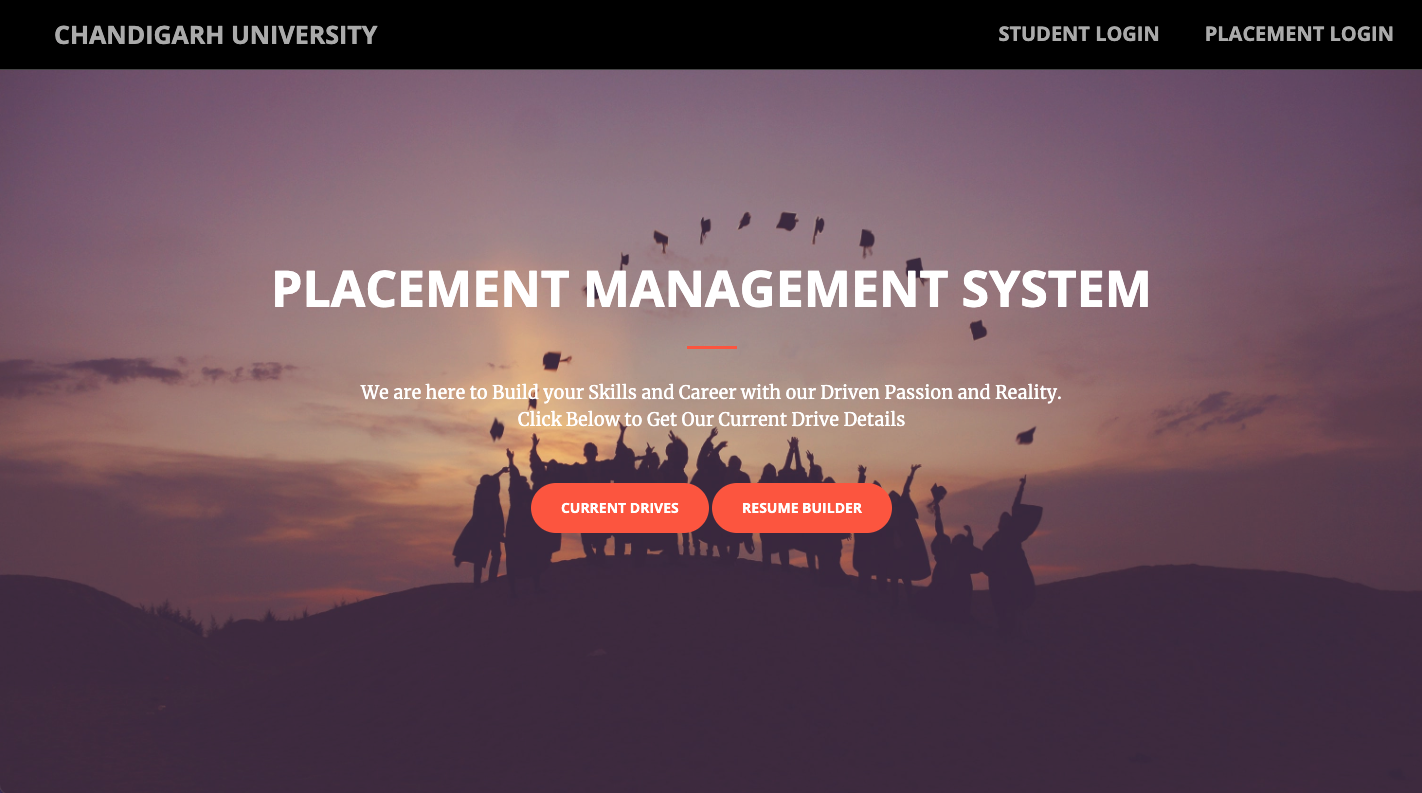 CHANDIGARH UNIVERSITY
STUDENT LOGIN
PLACEMENT LOGIN
PLACEMENT MANAGEMENT SYSTEM
We are here to Build your Skills and Career with our Driven Passion and Reality.
Click Below to Get Our Current Drive Details
CURRENT DRIVES
RESUME BUILDER